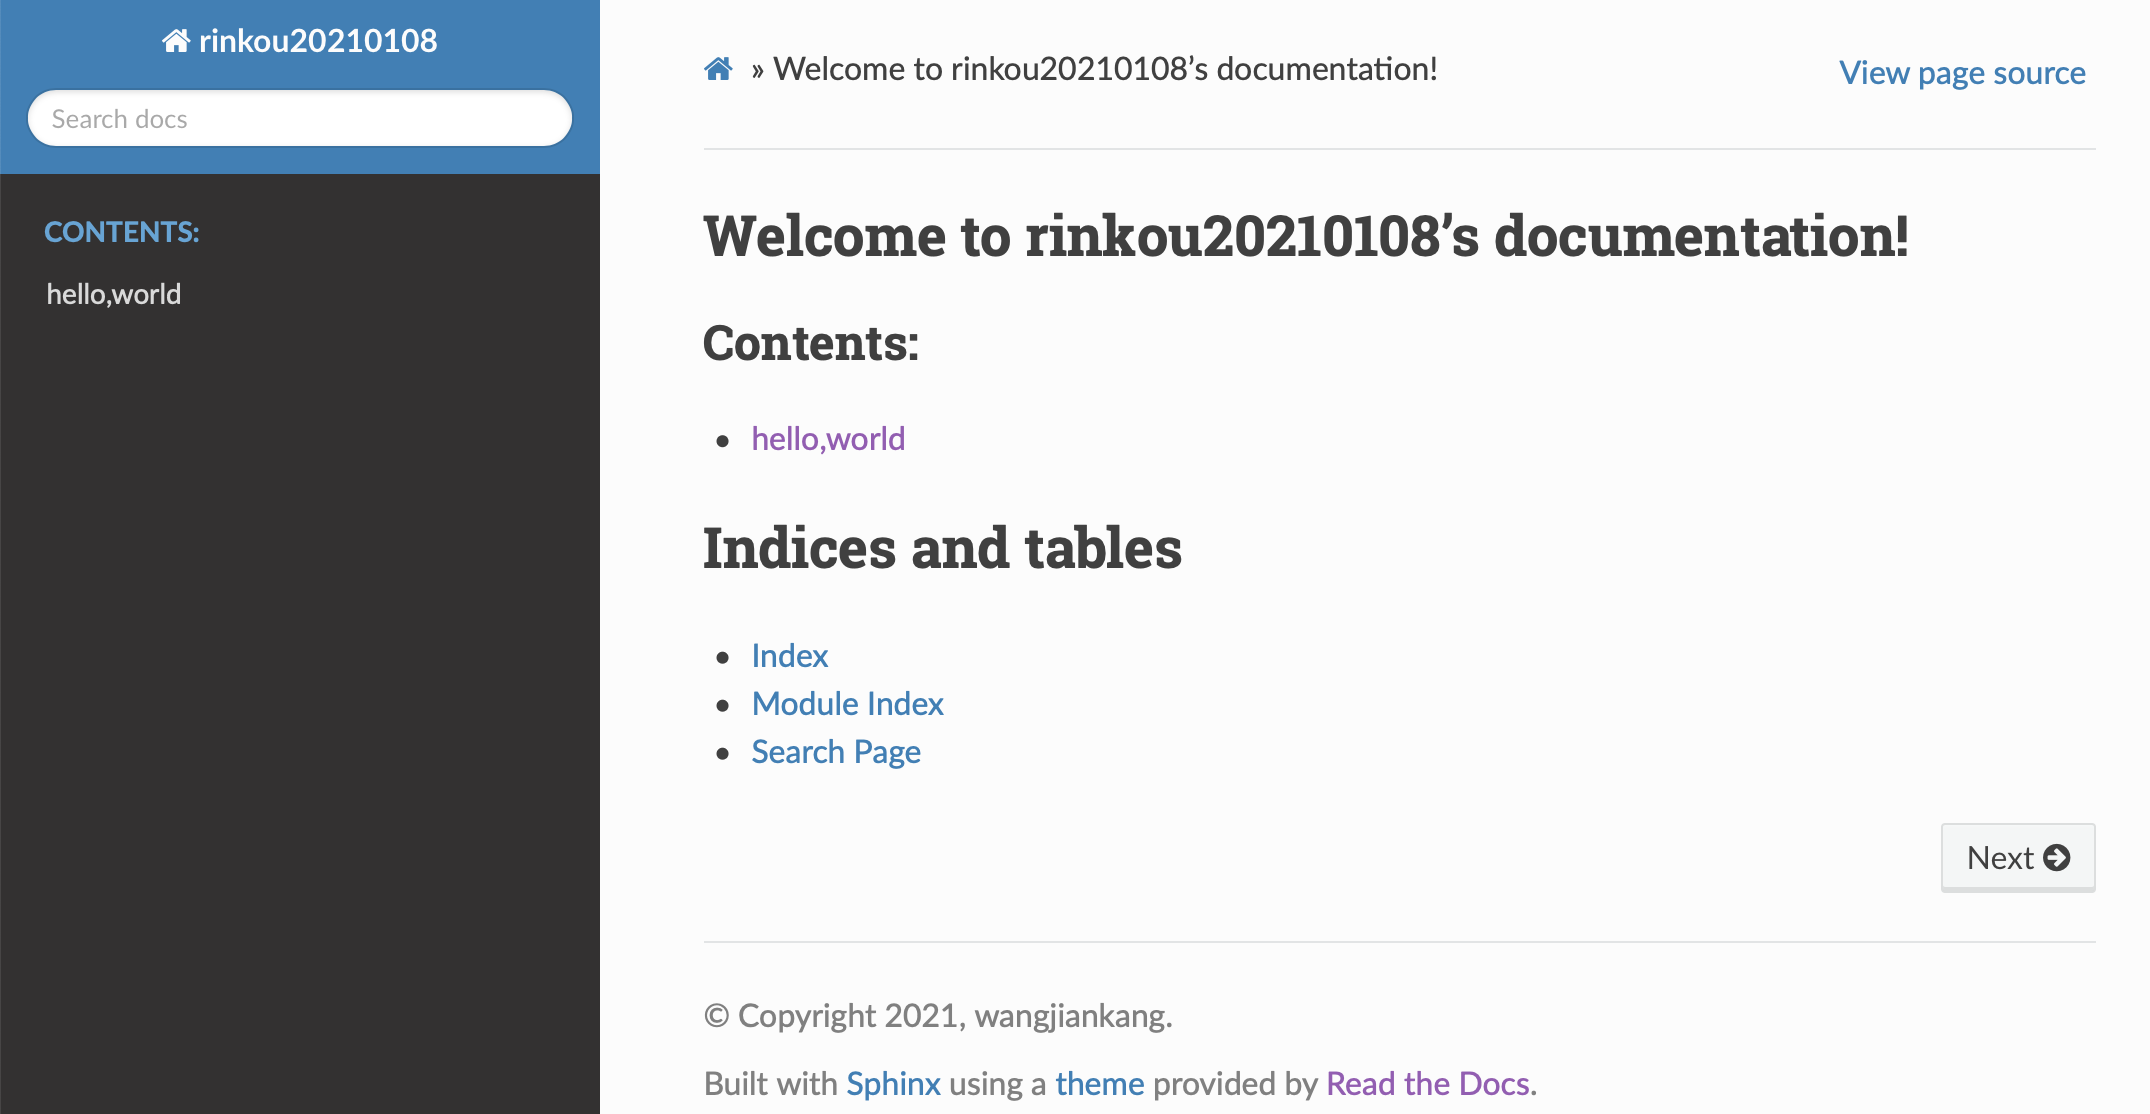 rinkou20210108
Search docs
CONTENTS:
hello,world
» Welcome to rinkou20210108’s documentation!
View page source
Welcome to rinkou20210108’s documentation!
Contents:
• hello,world
Indices and tables
• Index
• Module Index
• Search Page
Next
© Copyright 2021, wangjiankang.
Built with Sphinx using a theme provided by Read the Docs.